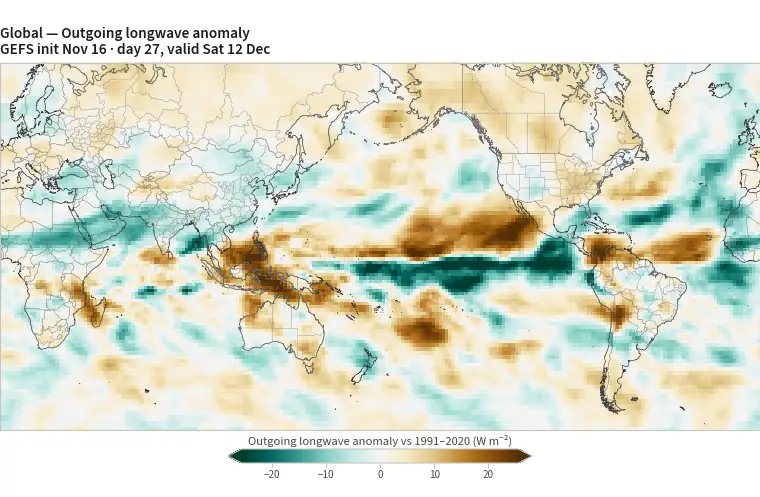 Global — Outgoing longwave anomaly
GEFS init Nov 16 · day 27, valid Sat 12 Dec
Outgoing longwave anomaly vs 1991–2020 (W m⁻²)
−20 −10 0 10 20